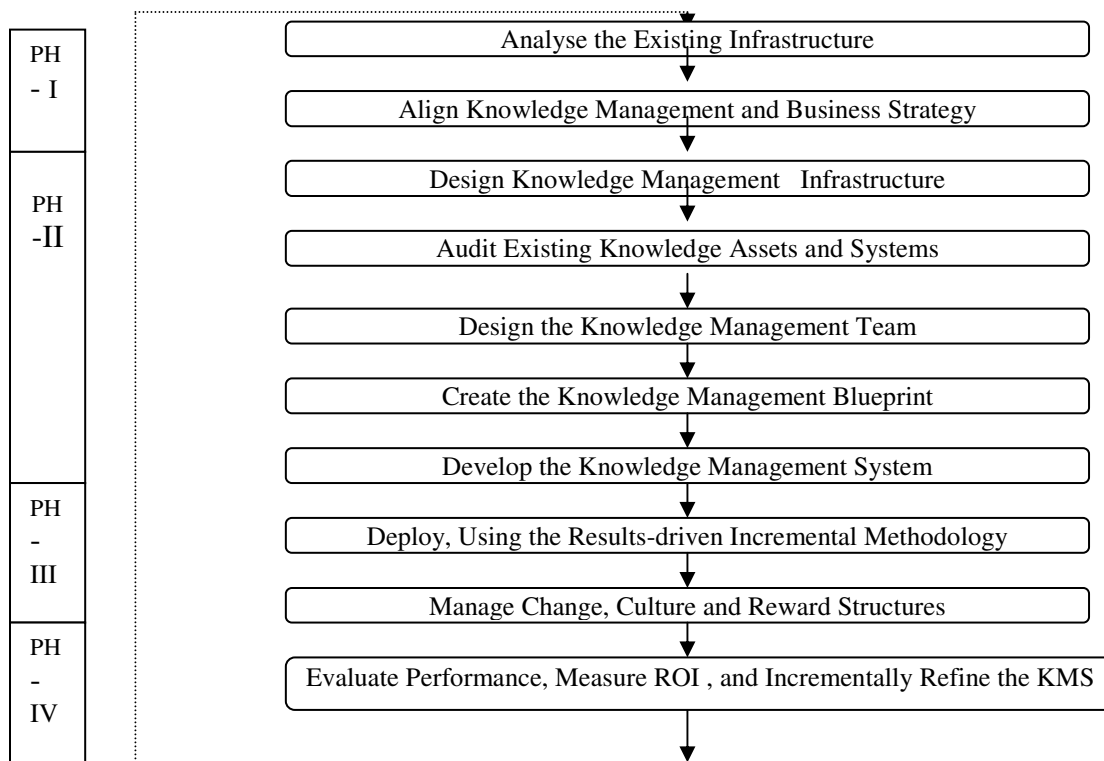 PH
- I
PH
-II
PH
-
III
PH
-
IV
Analyse the Existing Infrastructure
Align Knowledge Management and Business Strategy
Design Knowledge Management Infrastructure
Audit Existing Knowledge Assets and Systems
Design the Knowledge Management Team
Create the Knowledge Management Blueprint
Develop the Knowledge Management System
Deploy, Using the Results-driven Incremental Methodology
Manage Change, Culture and Reward Structures
Evaluate Performance, Measure ROI , and Incrementally Refine the KMS